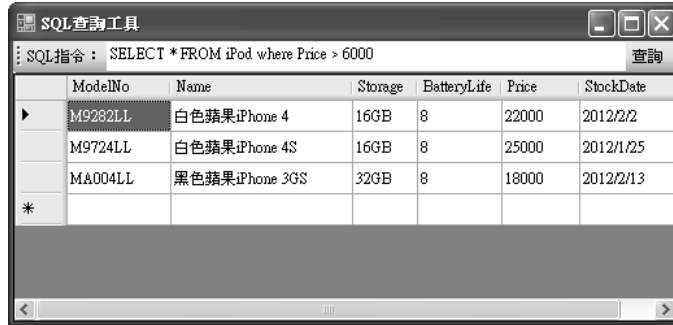 SQL查詢工具
SQL指令： SELECT * FROM iPod where Price > 6000 查詢
ModelNo Name Storage BatteryLife Price StockDate
M9282LL 白色蘋果iPhone 4 16GB 8 22000 2012/2/2
M9724LL 白色蘋果iPhone 4S 16GB 8 25000 2012/1/25
MA004LL 黑色蘋果iPhone 3GS 32GB 8 18000 2012/2/13